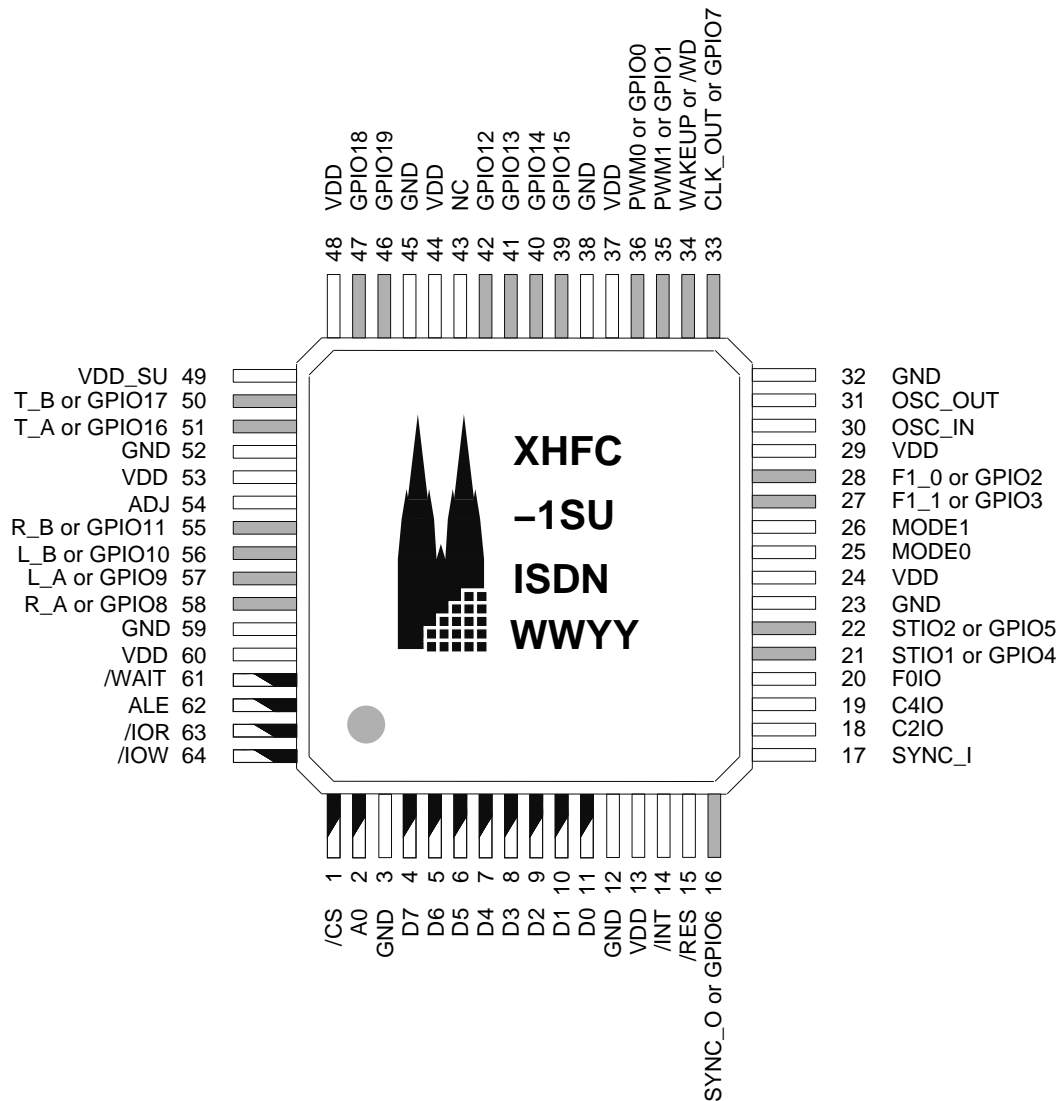 VDD 48
GPIO18 47
GPIO19 46
GND 45
VDD 44
NC 43
GPIO12 42
GPIO13 41
GPIO14 40
GPIO15 39
GND 38
VDD 37
PWM0 or GPIO0 36
PWM1 or GPIO1 35
WAKEUP or /WD 34
CLK_OUT or GPIO7 33
VDD_SU 49
T_B or GPIO17 50
T_A or GPIO16 51
GND 52
VDD 53
ADJ 54
R_B or GPIO11 55
L_B or GPIO10 56
L_A or GPIO9 57
R_A or GPIO8 58
GND 59
VDD 60
/WAIT 61
ALE 62
/IOR 63
/IOW 64
XHFC
–1SU
ISDN
WWYY
32 GND
31 OSC_OUT
30 OSC_IN
29 VDD
28 F1_0 or GPIO2
27 F1_1 or GPIO3
26 MODE1
25 MODE0
24 VDD
23 GND
22 STIO2 or GPIO5
21 STIO1 or GPIO4
20 F0IO
19 C4IO
18 C2IO
17 SYNC_I
/CS 1
A0 2
GND 3
D7 4
D6 5
D5 6
D4 7
D3 8
D2 9
D1 10
D0 11
GND 12
VDD 13
/INT 14
/RES 15
SYNC_O or GPIO6 16